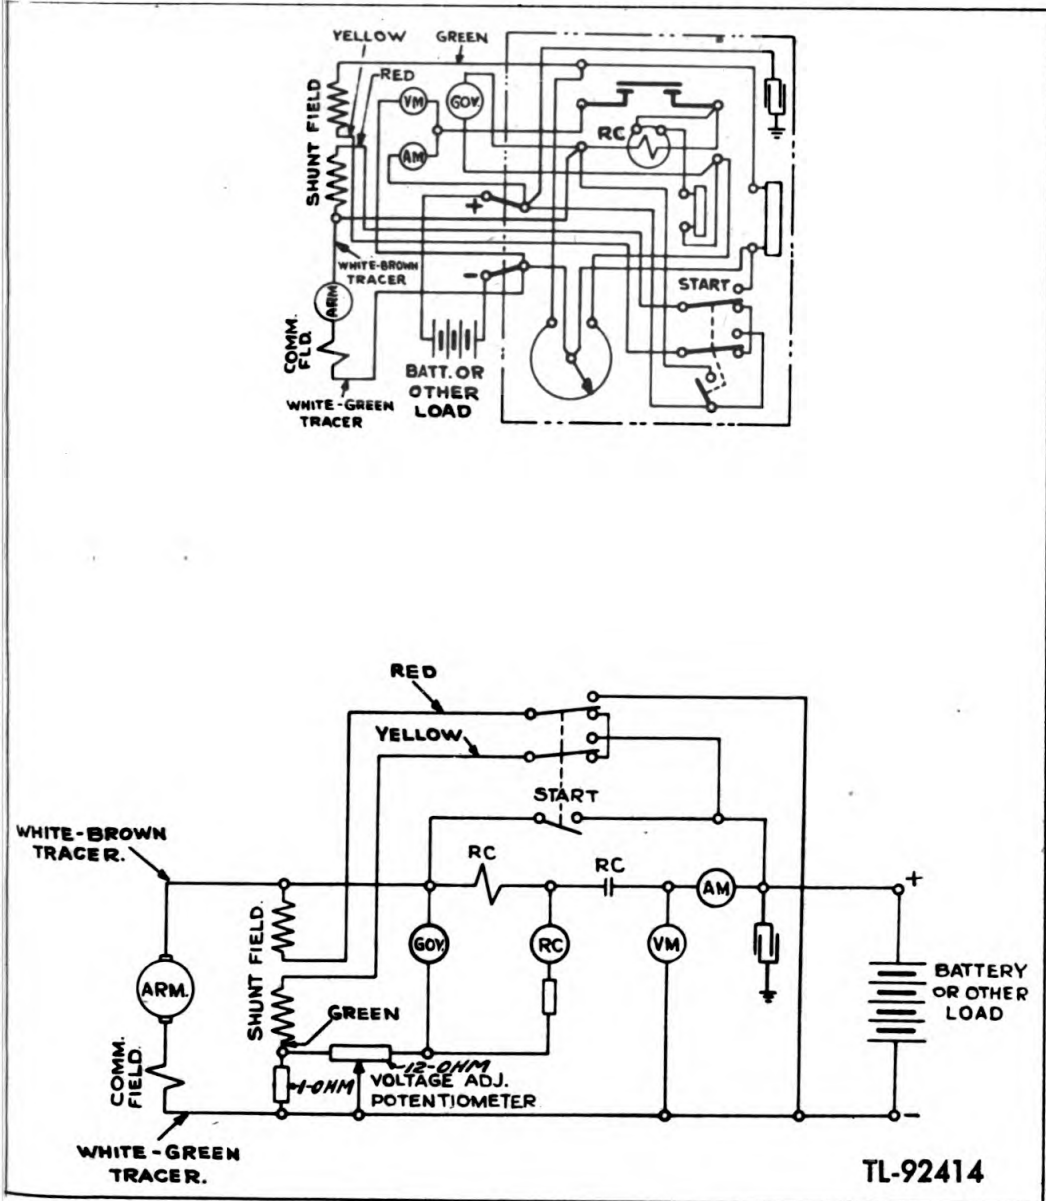 YELLOW
GREEN
RED
SHUNT FIELD
VM
GOV.
AM
RC
+
WHITE-BROWN
TRACER
-
START
ARM
COMM.
FLD.
BATT. OR
OTHER
LOAD
WHITE-GREEN
TRACER
RED
YELLOW
START
WHITE-BROWN
TRACER.
RC
RC
AM
+
SHUNT FIELD.
GOV.
RC
VM
ARM.
BATTERY
OR OTHER
LOAD
GREEN
COMM.
FIELD.
1-OHM
12-OHM
VOLTAGE ADJ.
POTENTIOMETER
-
WHITE-GREEN
TRACER.
TL-92414